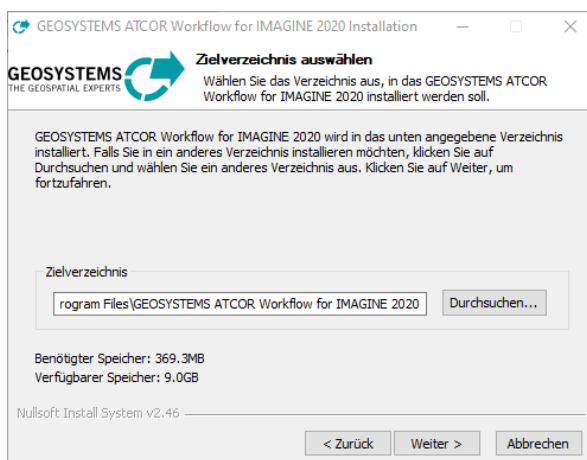 GEOSYSTEMS ATCOR Workflow for IMAGINE 2020 Installation
GEOSYSTEMS
THE GEOSPATIAL EXPERTS
Zielverzeichnis auswählen
Wählen Sie das Verzeichnis aus, in das GEOSYSTEMS ATCOR
Workflow for IMAGINE 2020 installiert werden soll.
GEOSYSTEMS ATCOR Workflow for IMAGINE 2020 wird in das unten angegebene Verzeichnis
installiert. Falls Sie in ein anderes Verzeichnis installieren möchten, klicken Sie auf
Durchsuchen und wählen Sie ein anderes Verzeichnis aus. Klicken Sie auf Weiter, um
fortzufahren.
Zielverzeichnis
rogram Files\GEOSYSTEMS ATCOR Workflow for IMAGINE 2020
Durchsuchen...
Benötigter Speicher: 369.3MB
Verfügbarer Speicher: 9.0GB
Nullsoft Install System v2.46
< Zurück
Weiter >
Abbrechen